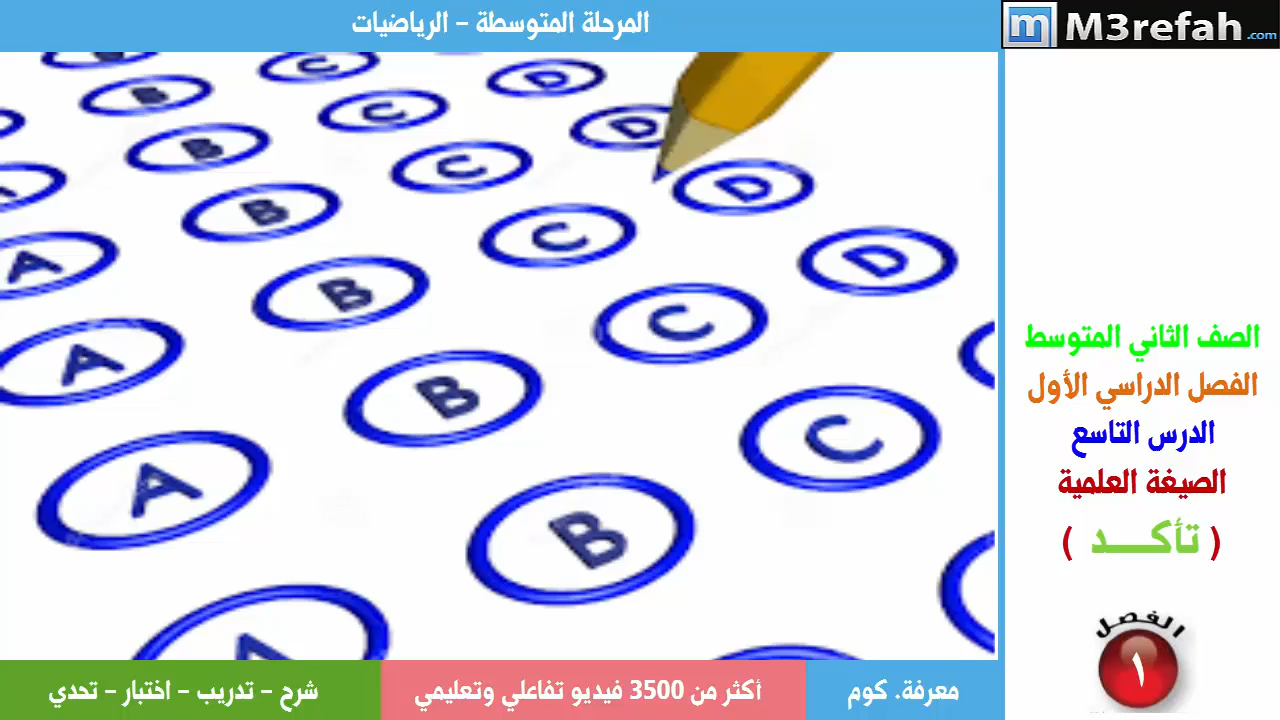 المرحلة المتوسطة - الرياضيات
m M3refah.com
D
C
B
D
C
B
D
C
B
D
C
B
A
D
C
B
A
C
B
A
C
B
A
B
A
A
الصف الثاني المتوسط
الفصل الدراسي الأول
الدرس التاسع
الصيغة العلمية
( تأكـــد )
الفصل
١
معرفة. كوم
أكثر من 3500 فيديو تفاعلي وتعليمي
شرح - تدريب - اختبار - تحدي